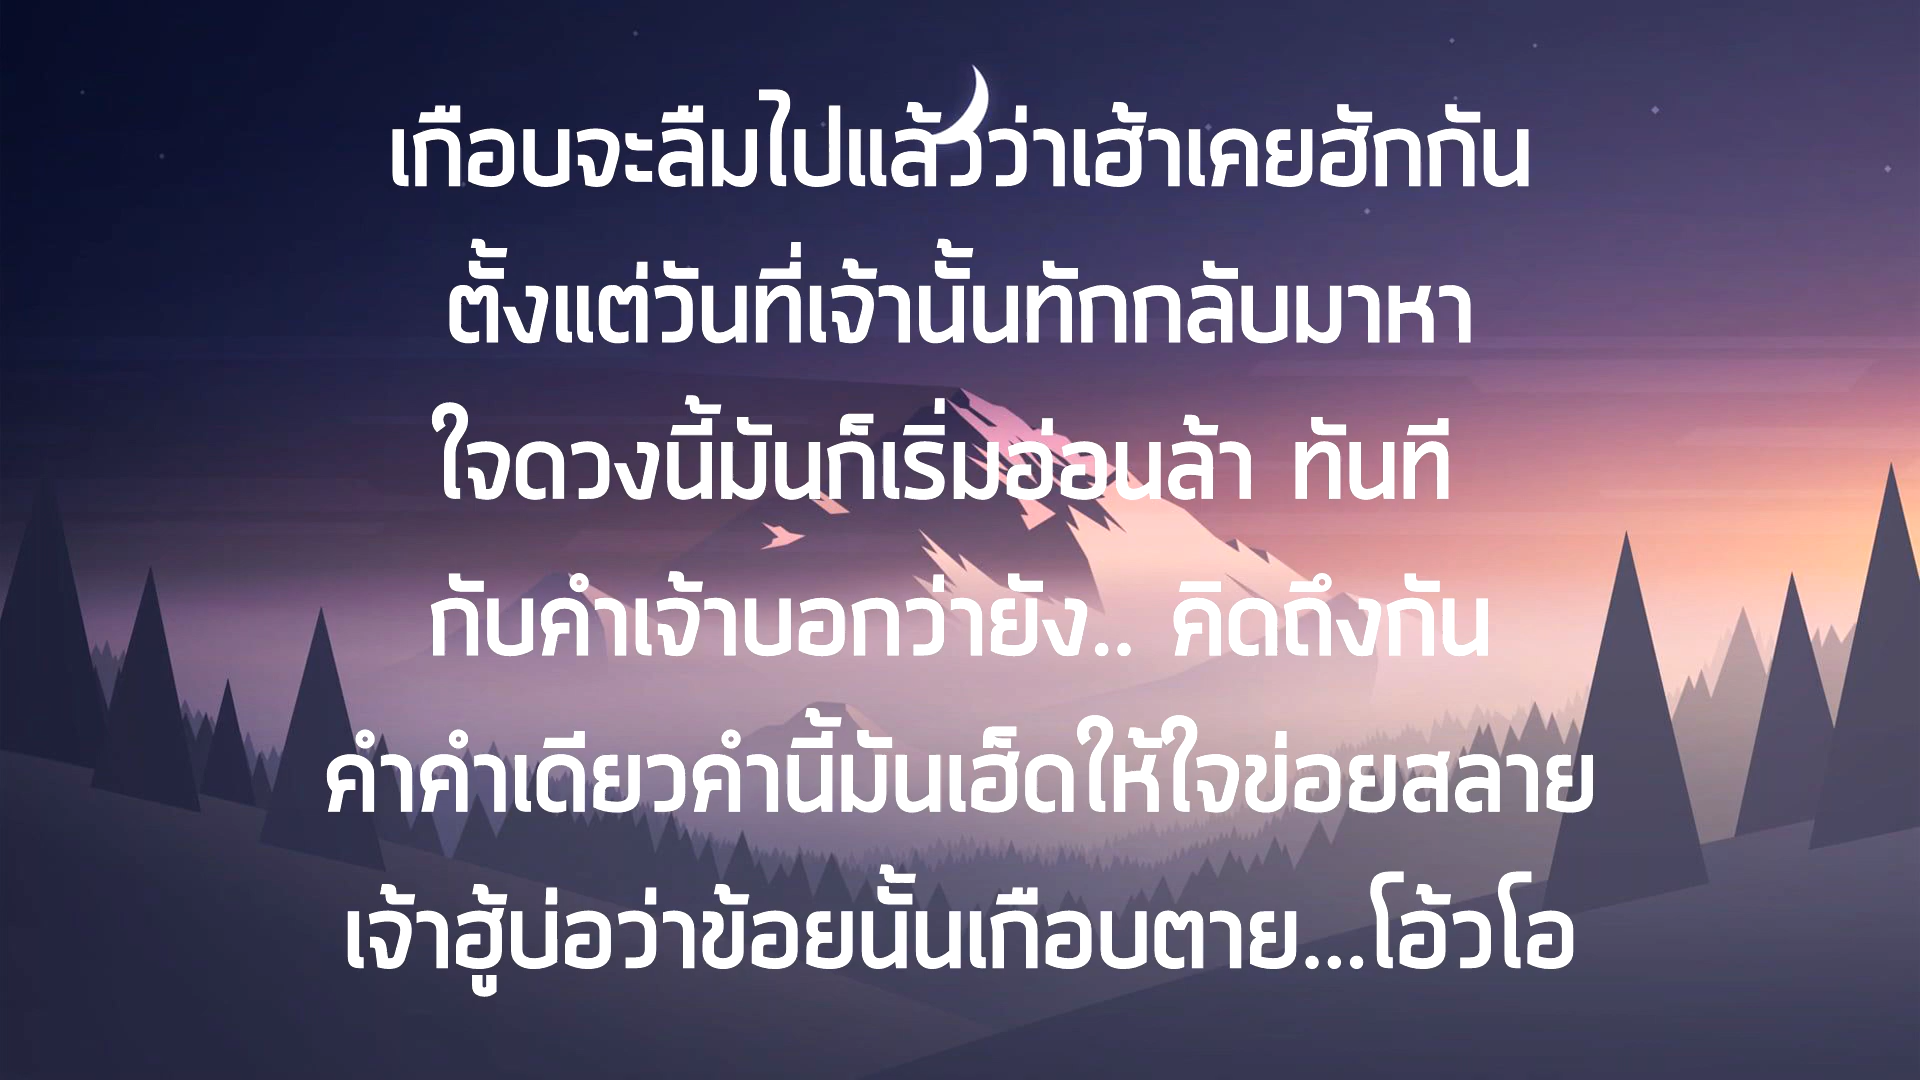 เกือบจะลืมไปแล้วว่าเฮ้าเคยฮักกัน
ตั้งแต่วันที่เจ้านั้นทักกลับมาหา
ใจดวงนี้มันก็เริ่มอ่อนล้า ทันที
กับคำเจ้าบอกว่ายัง.. คิดถึงกัน
คำคำเดียวคำนี้มันเฮ็ดให้ใจข่อยสลาย
เจ้าฮู้บ่อว่าข้อยนั้นเกือบตาย...โอ้วโอ